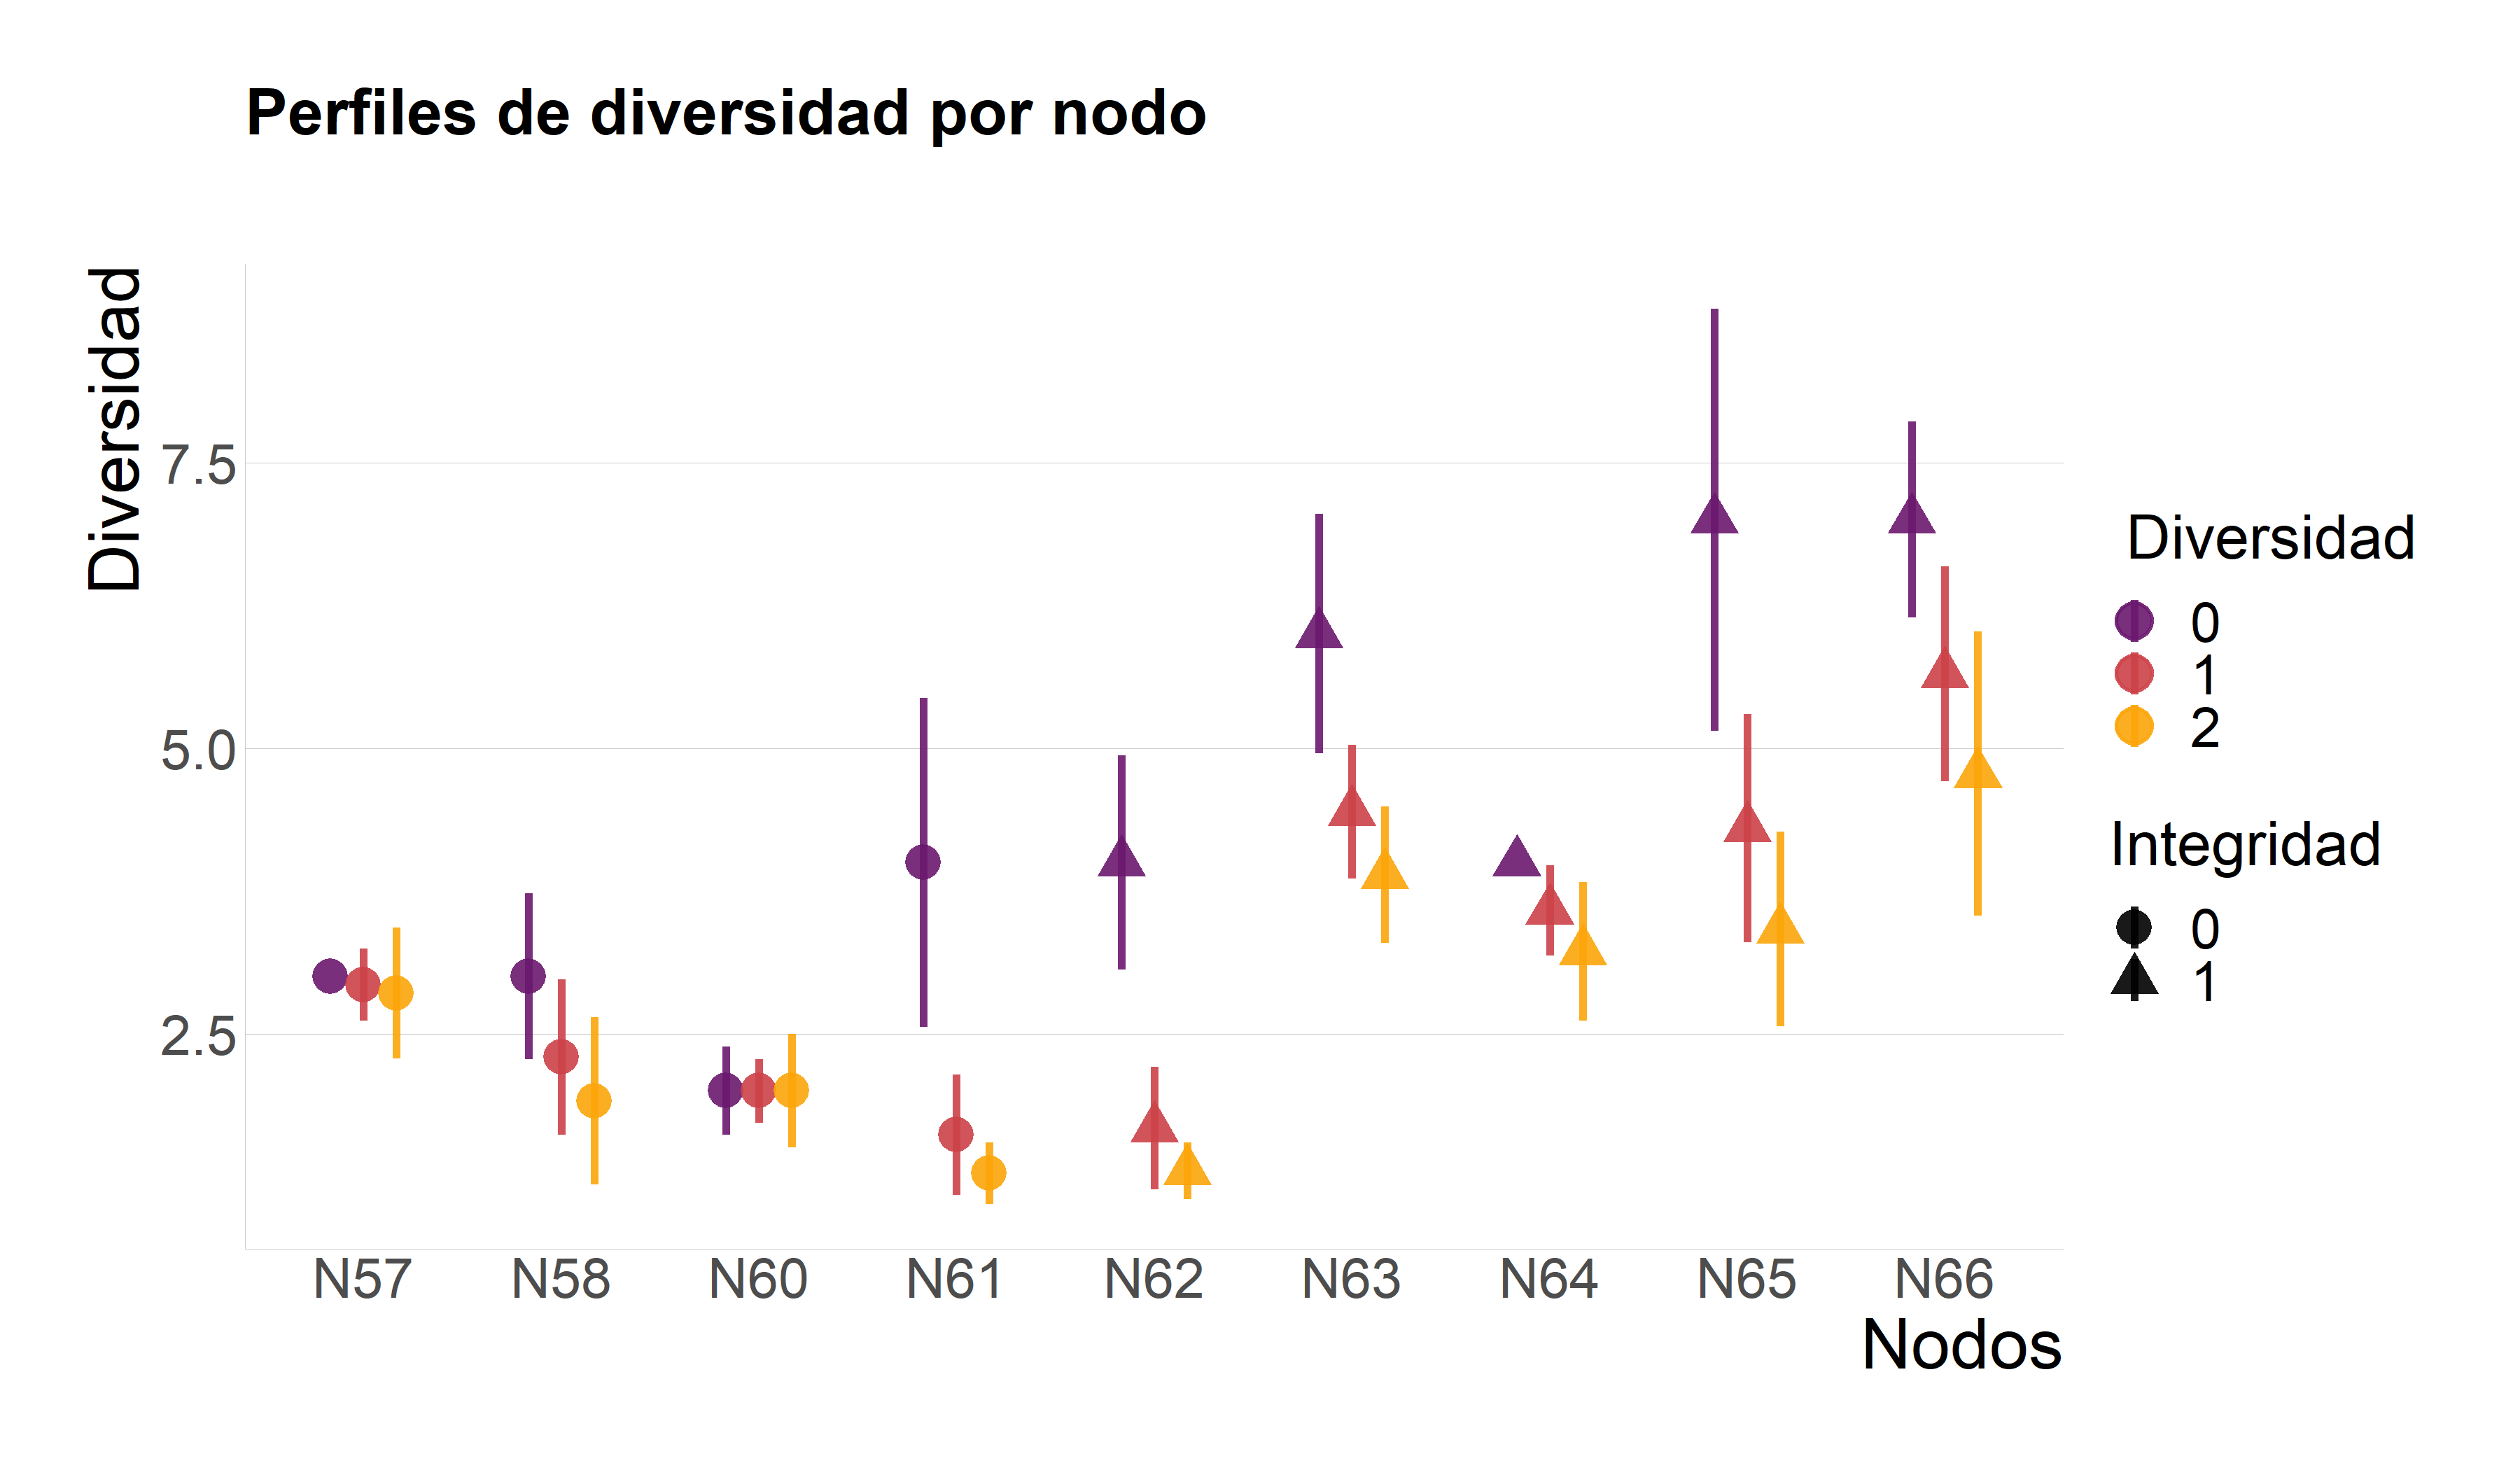 Perfiles de diversidad por nodo
Diversidad
7.5
5.0
2.5
N57 N58 N60 N61 N62 N63 N64 N65 N66
Nodos
Diversidad
0
1
2
Integridad
0
1